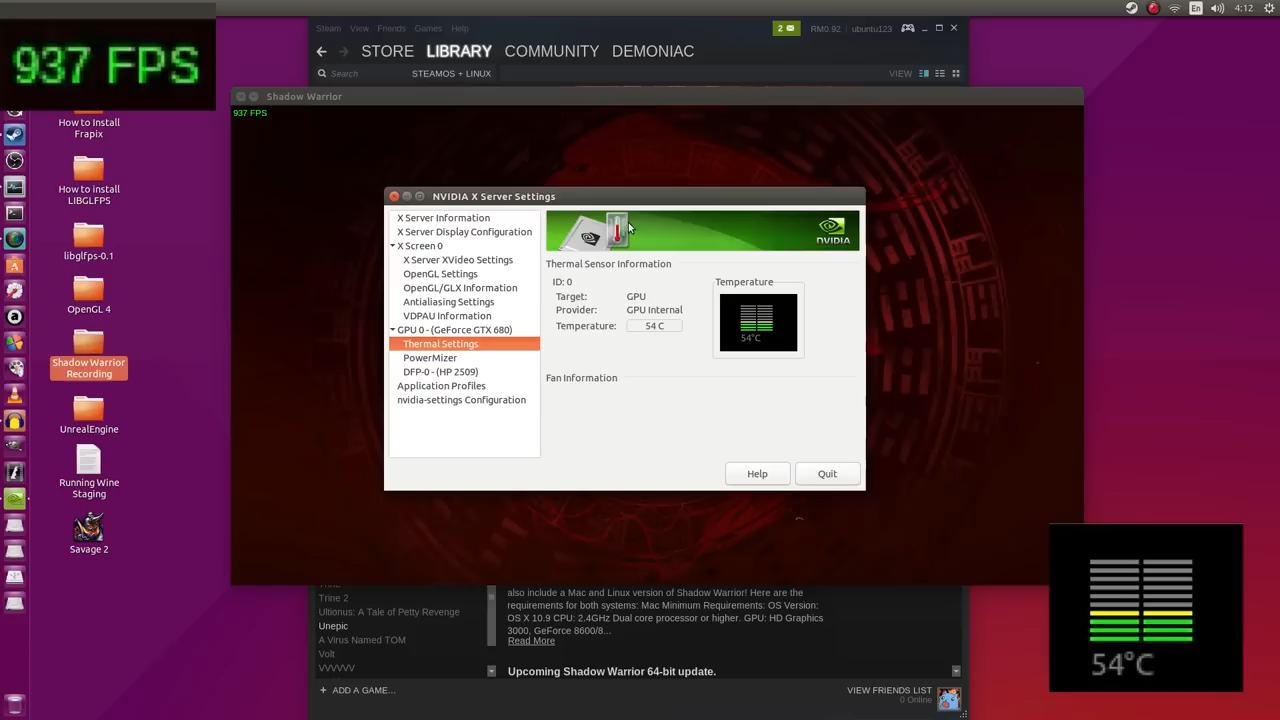 En
4:12
937 FPS
Steam View Friends Games Help
2
RM0.92 ubuntu123
STORE LIBRARY COMMUNITY DEMONIAC
Search
STEAMOS + LINUX
VIEW
Shadow Warrior
937 FPS
How to Install
Frapix
How to install
LIBGLFPS
libglfps-0.1
OpenGL 4
Shadow Warrior
Recording
UnrealEngine
Running Wine
Staging
Savage 2
NVIDIA X Server Settings
X Server Information
X Server Display Configuration
X Screen 0
X Server XVideo Settings
OpenGL Settings
OpenGL/GLX Information
Antialiasing Settings
VDPAU Information
GPU 0 - (GeForce GTX 680)
Thermal Settings
PowerMizer
DFP-0 - (HP 2509)
Application Profiles
nvidia-settings Configuration
NVIDIA
Thermal Sensor Information
ID: 0
Target: GPU
Provider: GPU Internal
Temperature: 54 C
Temperature
54°C
Fan Information
Help
Quit
Trine 2
Ultionus: A Tale of Petty Revenge
Unepic
A Virus Named TOM
Volt
VVVVVV
also include a Mac and Linux version of Shadow Warrior! Here are the
requirements for both systems: Mac Minimum Requirements: OS Version:
OS X 10.9 CPU: 2.4GHz Dual core processor or higher. GPU: HD Graphics
3000, GeForce 8600/8...
Read More
Upcoming Shadow Warrior 64-bit update.
+ ADD A GAME...
VIEW FRIENDS LIST
0 Online
54°C